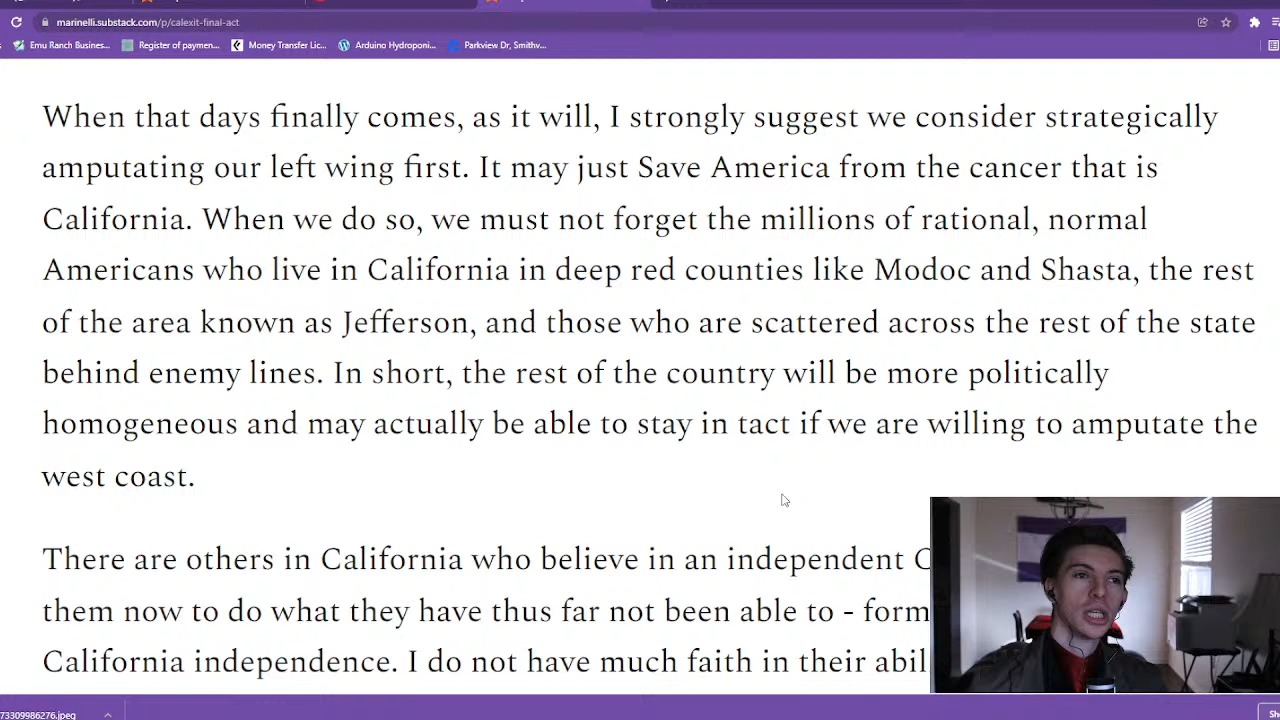 marinelli.substack.com/p/calexit-final-act
Emu Ranch Busines... Register of paymen... Money Transfer Lic... Arduino Hydroponi... Parkview Dr, Smithv...
When that days finally comes, as it will, I strongly suggest we consider strategically
amputating our left wing first. It may just Save America from the cancer that is
California. When we do so, we must not forget the millions of rational, normal
Americans who live in California in deep red counties like Modoc and Shasta, the rest
of the area known as Jefferson, and those who are scattered across the rest of the state
behind enemy lines. In short, the rest of the country will be more politically
homogeneous and may actually be able to stay in tact if we are willing to amputate the
west coast.
There are others in California who believe in an independent C
them now to do what they have thus far not been able to - form
California independence. I do not have much faith in their abil
73309986276.jpeg